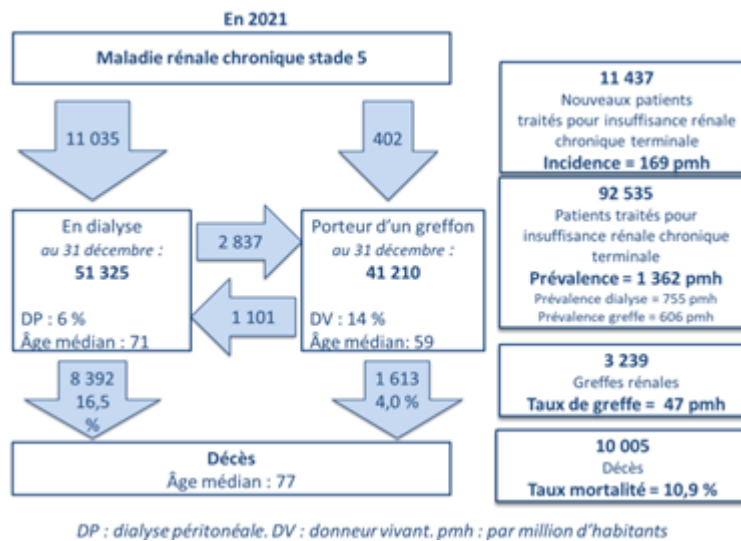 En 2021
Maladie rénale chronique stade 5
11 035
402
En dialyse
au 31 décembre :
51 325
DP : 6 %
Âge médian : 71
2 837
1 101
Porteur d'un greffon
au 31 décembre :
41 210
DV : 14 %
Âge médian: 59
8 392
16,5
%
1 613
4,0 %
Décès
Âge médian : 77
11 437
Nouveaux patients
traités pour insuffisance rénale
chronique terminale
Incidence = 169 pmh
92 535
Patients traités pour
insuffisance rénale chronique
terminale
Prévalence = 1 362 pmh
Prévalence dialyse = 755 pmh
Prévalence greffe = 606 pmh
3 239
Greffes rénales
Taux de greffe = 47 pmh
10 005
Décès
Taux mortalité = 10,9 %
DP : dialyse péritonéale. DV : donneur vivant. pmh : par million d'habitants